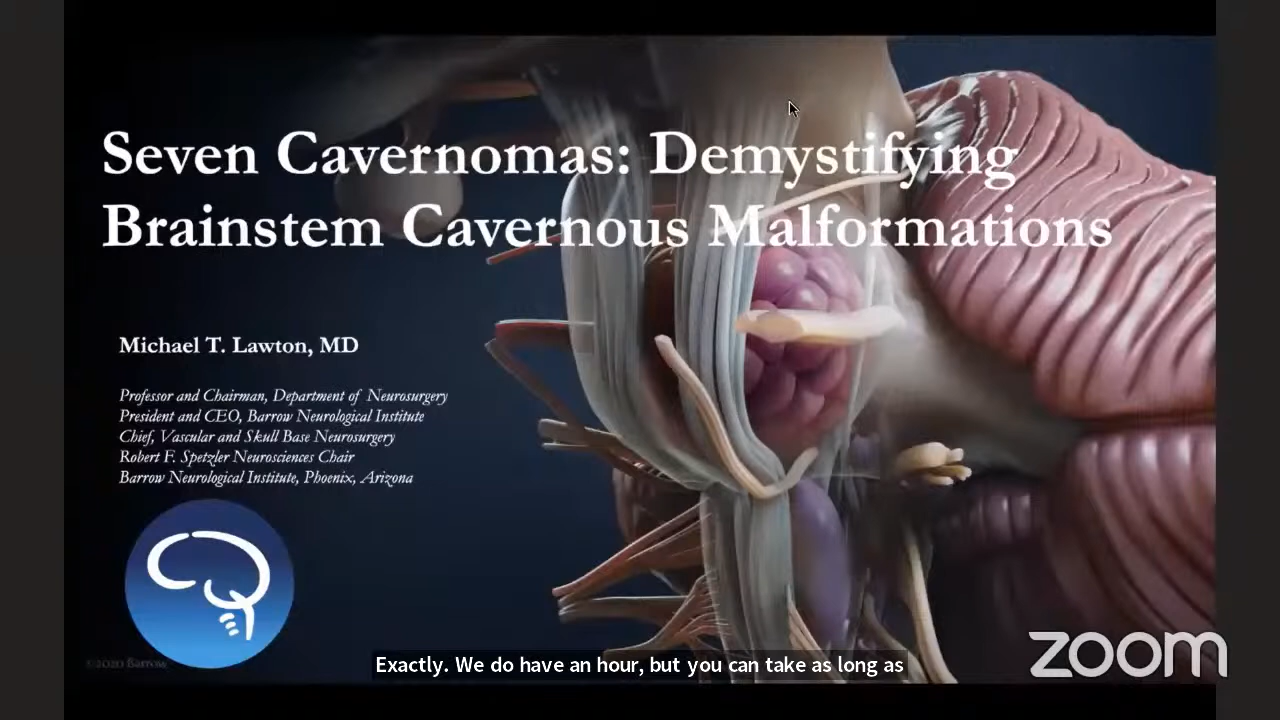 Seven Cavernomas: Demystifying
Brainstem Cavernous Malformations
Michael T. Lawton, MD
Professor and Chairman, Department of Neurosurgery
President and CEO, Barrow Neurological Institute
Chief, Vascular and Skull Base Neurosurgery
Robert F. Spetzler Neurosciences Chair
Barrow Neurological Institute, Phoenix, Arizona
©2020 Barrow
Exactly. We do have an hour, but you can take as long as
zoom